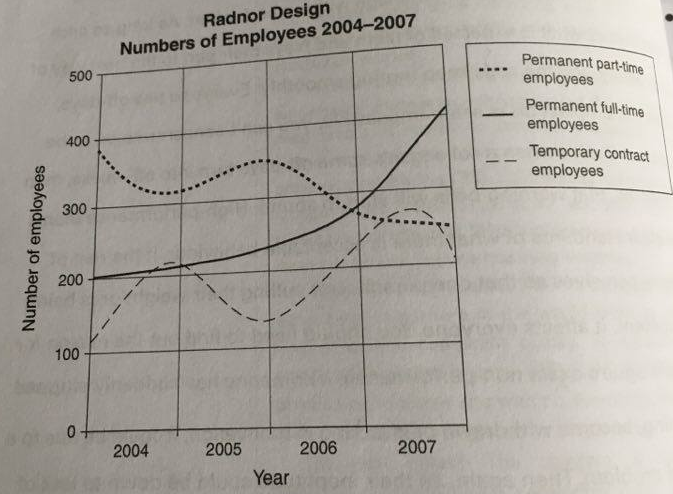 Radnor Design
Numbers of Employees 2004–2007
500
400
300
200
100
0
Number of employees
2004
2005
2006
2007
Year
Permanent part-time
employees
Permanent full-time
employees
Temporary contract
employees